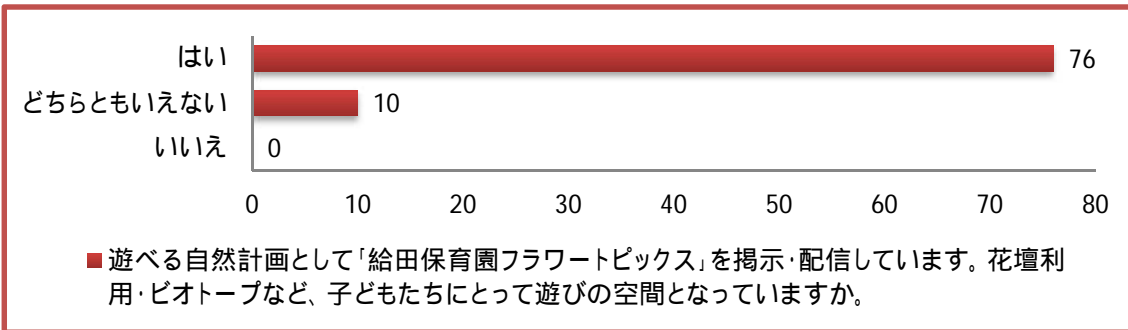 はい 76
どちらともいえない 10
いいえ 0
0 10 20 30 40 50 60 70 80
遊べる自然計画として「給田保育園フラワートピックス」を掲示・配信しています。花壇利
用・ビオトープなど、子どもたちにとって遊びの空間となっていますか。